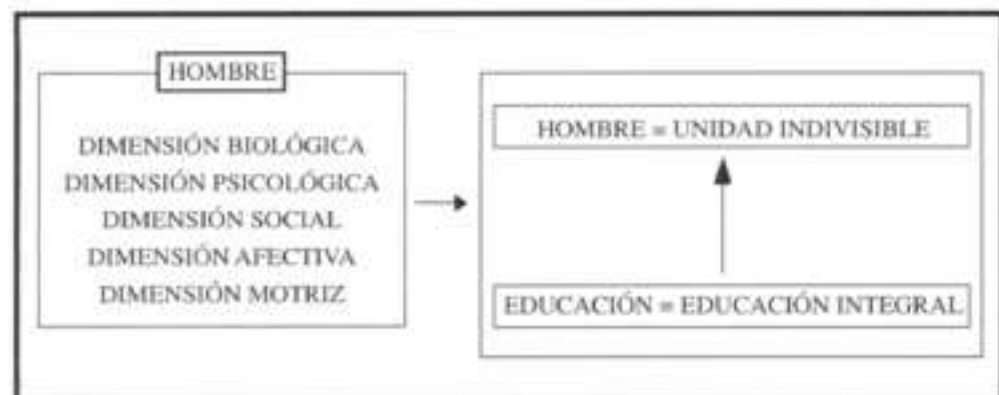 HOMBRE
DIMENSIÓN BIOLÓGICA
DIMENSIÓN PSICOLÓGICA
DIMENSIÓN SOCIAL
DIMENSIÓN AFECTIVA
DIMENSIÓN MOTRIZ
HOMBRE = UNIDAD INDIVISIBLE
EDUCACIÓN = EDUCACIÓN INTEGRAL